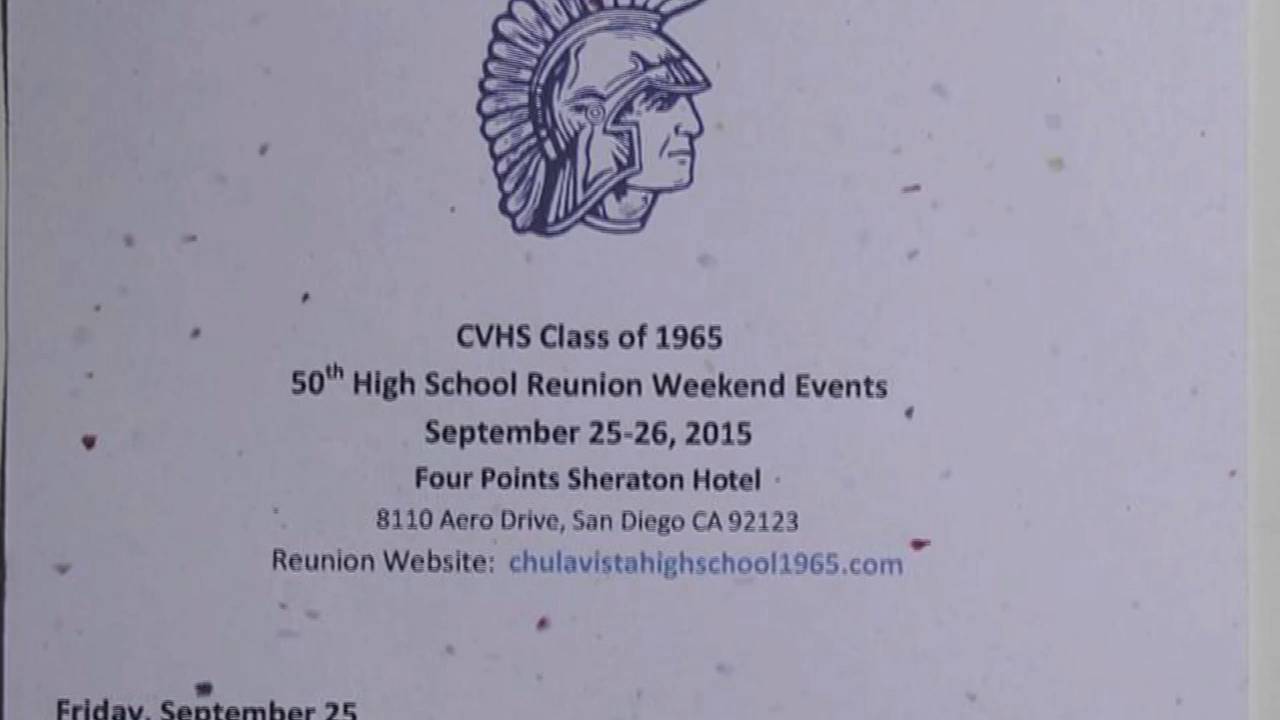 CVHS Class of 1965
50th High School Reunion Weekend Events
September 25-26, 2015
Four Points Sheraton Hotel
8110 Aero Drive, San Diego CA 92123
Reunion Website: chulavistahighschool1965.com
Friday, September 25